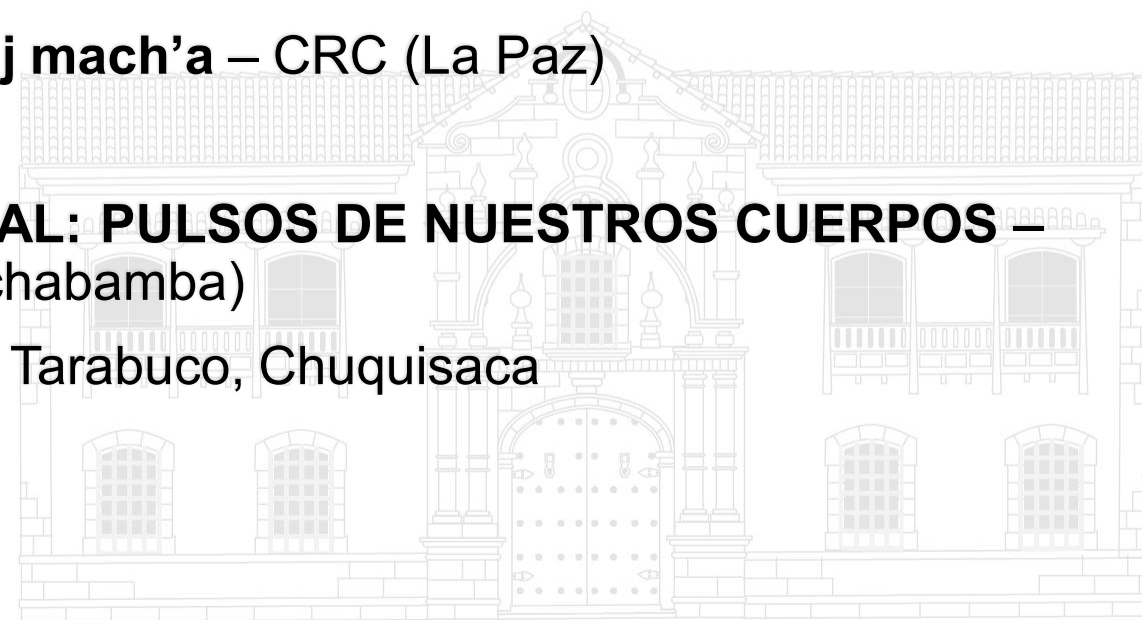 j mach’a – CRC (La Paz)
AL: PULSOS DE NUESTROS CUERPOS –
chabamba)
Tarabuco, Chuquisaca